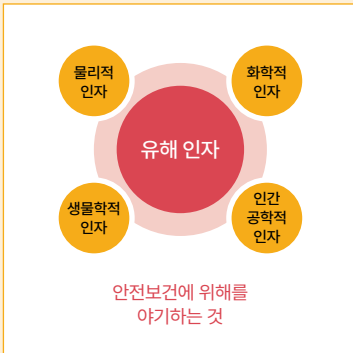 물리적
인자
화학적
인자
유해 인자
생물학적
인자
인간
공학적
인자
안전보건에 위해를
야기하는 것